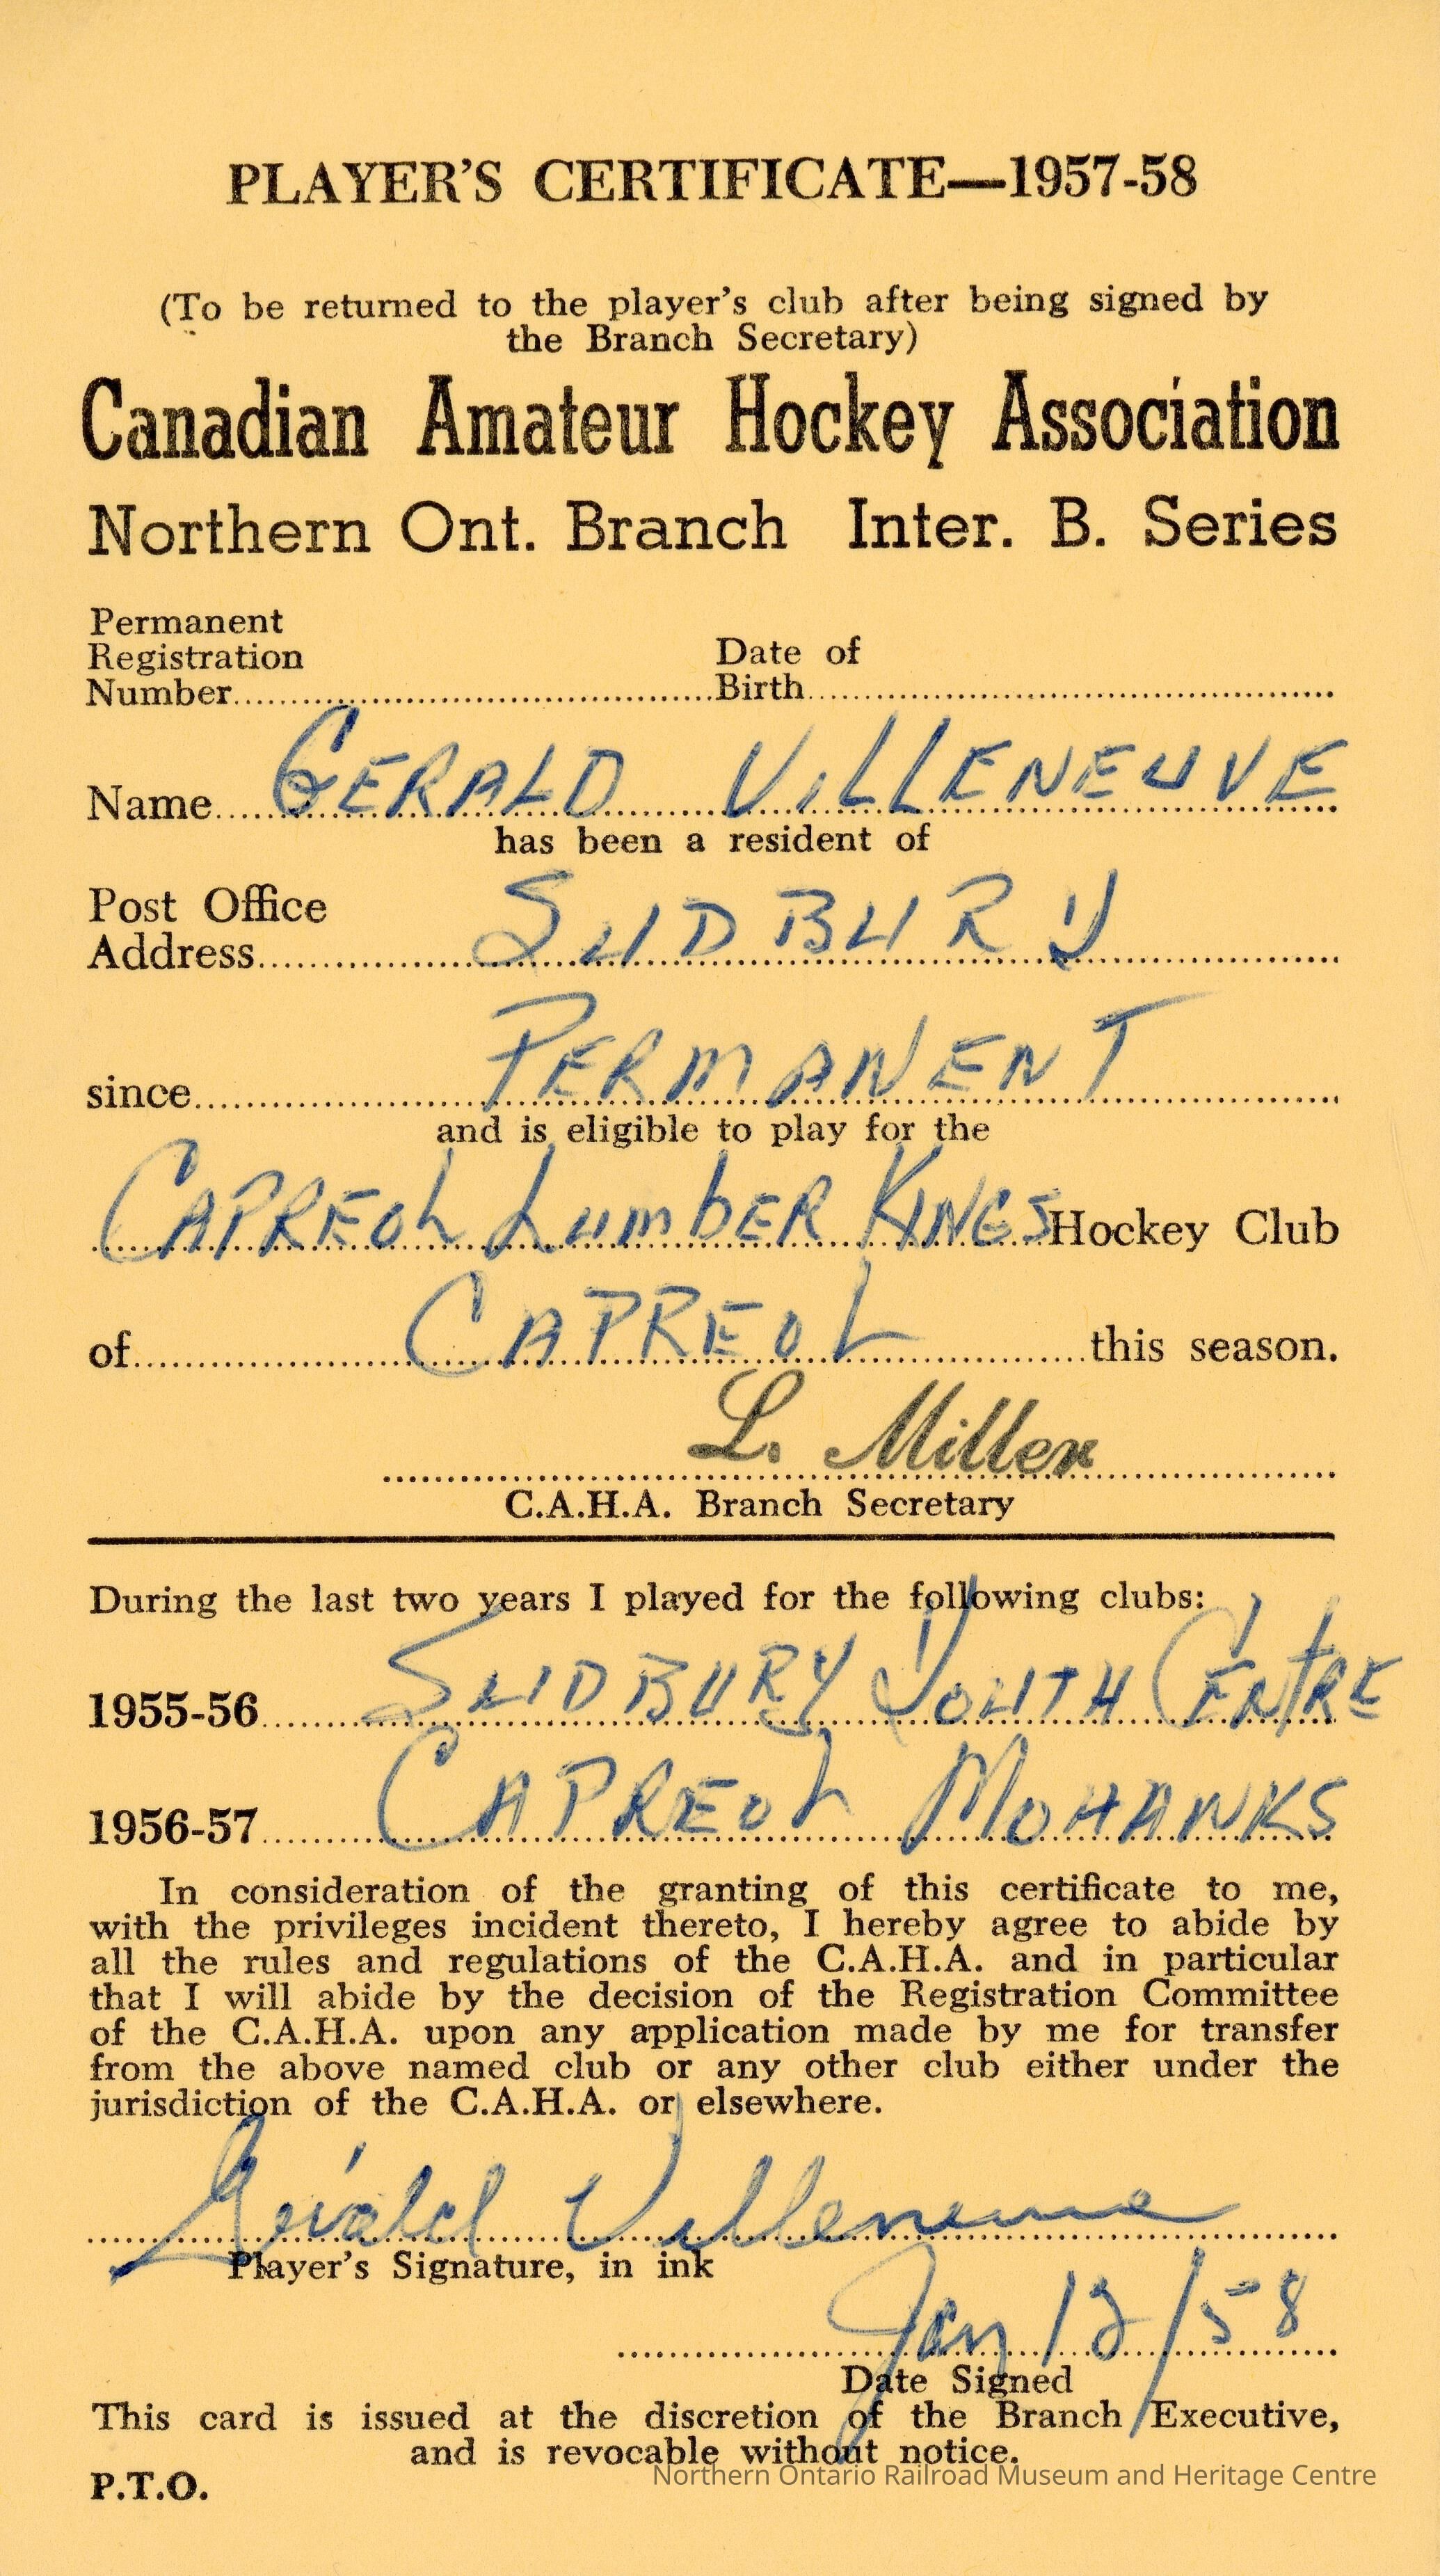 PLAYER'S CERTIFICATE—1957-58
(To be returned to the player's club after being signed by
the Branch Secretary)
Canadian Amateur Hockey Association
Northern Ont. Branch Inter. B. Series
Permanent
Registration
Number
Date of
Birth
Name GERALD VILLENEUVE
has been a resident of
Post Office
Address SUDBURY
since PERMANENT
and is eligible to play for the
CAPREOL LumbER KINGS Hockey Club
of CAPREOL this season.
L. Miller
C.A.H.A. Branch Secretary
During the last two years I played for the following clubs:
1955-56 SUDBURY YOUTH CENTRE
1956-57 CAPREOL MOHAWKS
In consideration of the granting of this certificate to me,
with the privileges incident thereto, I hereby agree to abide by
all the rules and regulations of the C.A.H.A. and in particular
that I will abide by the decision of the Registration Committee
of the C.A.H.A. upon any application made by me for transfer
from the above named club or any other club either under the
jurisdiction of the C.A.H.A. or elsewhere.
Gerald Villeneuve
Player's Signature, in ink
Jan 12/58
Date Signed
This card is issued at the discretion of the Branch Executive,
and is revocable without notice.
P.T.O.
Northern Ontario Railroad Museum and Heritage Centre